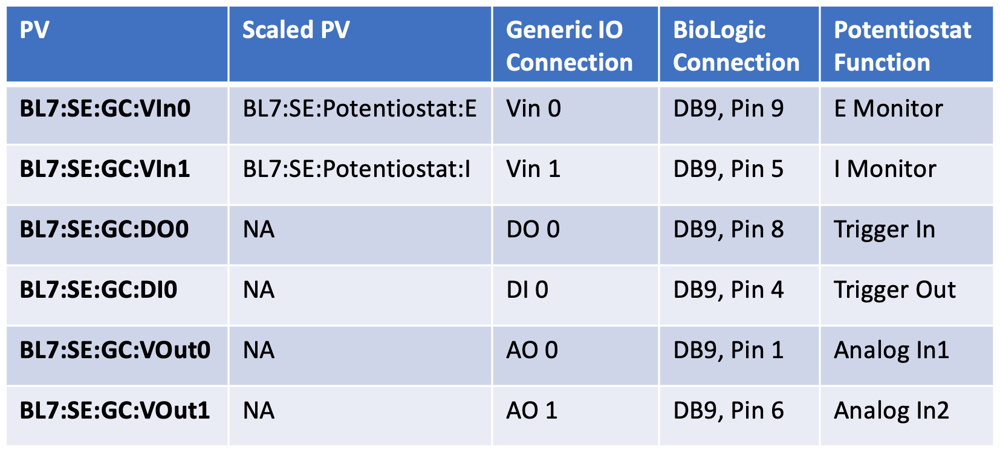 PV Scaled PV Generic IO Connection BioLogic Connection Potentiostat Function
BL7:SE:GC:VIn0 BL7:SE:Potentiostat:E Vin 0 DB9, Pin 9 E Monitor
BL7:SE:GC:VIn1 BL7:SE:Potentiostat:I Vin 1 DB9, Pin 5 I Monitor
BL7:SE:GC:DO0 NA DO 0 DB9, Pin 8 Trigger In
BL7:SE:GC:DI0 NA DI 0 DB9, Pin 4 Trigger Out
BL7:SE:GC:VOut0 NA AO 0 DB9, Pin 1 Analog In1
BL7:SE:GC:VOut1 NA AO 1 DB9, Pin 6 Analog In2